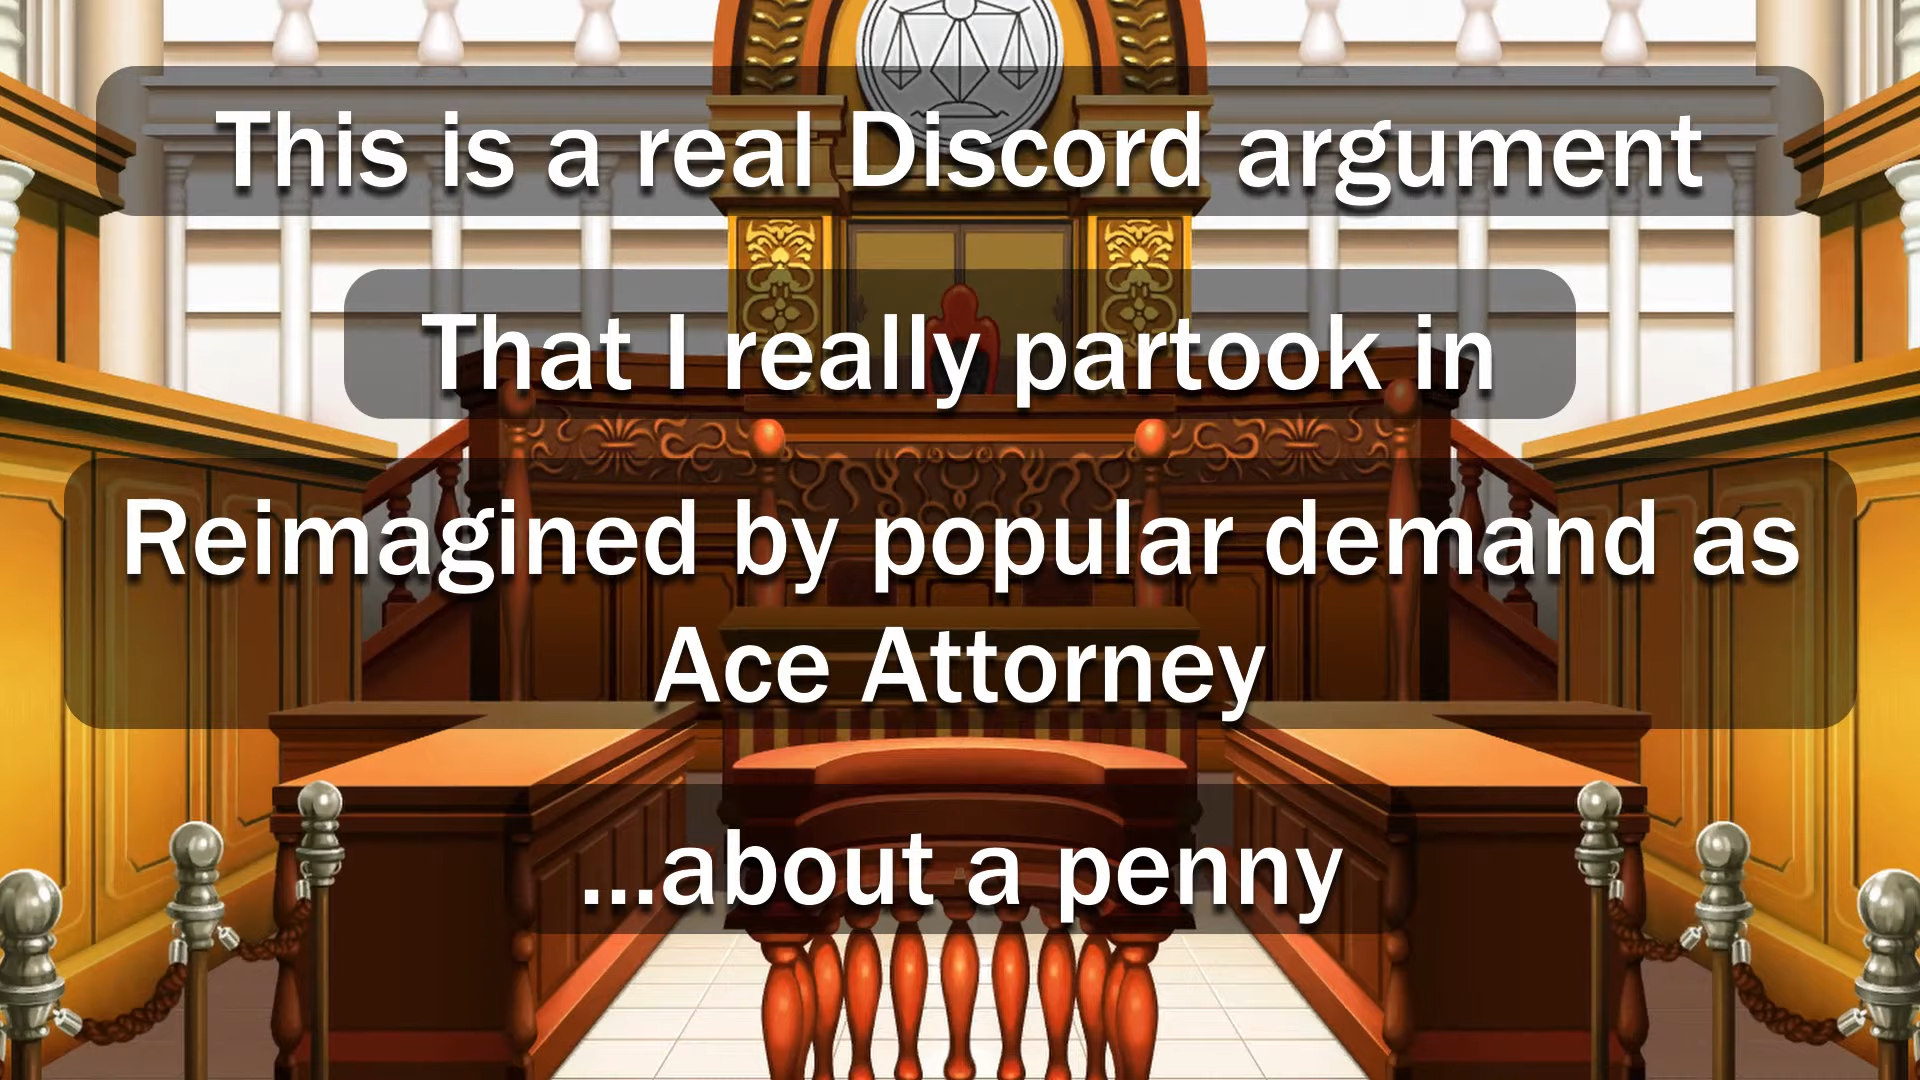 This is a real Discord argument
That I really partook in
Reimagined by popular demand as
Ace Attorney
...about a penny